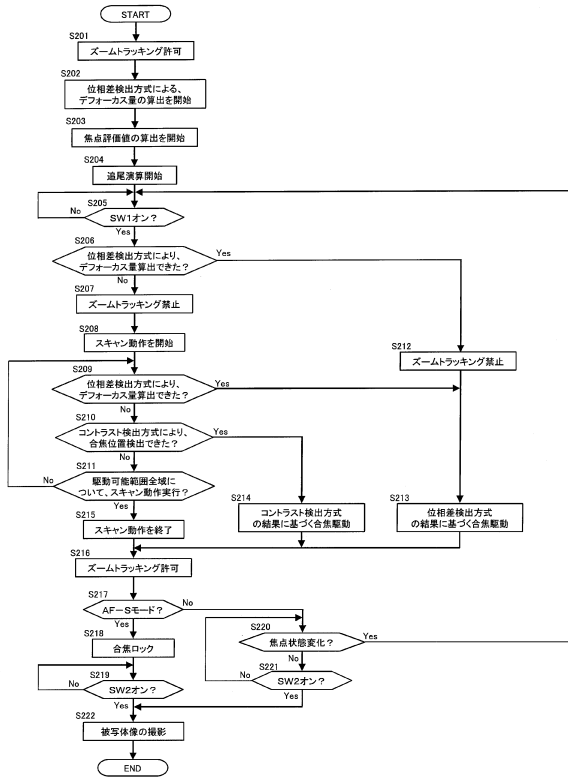 START
S201
ズームトラッキング許可
S202
位相差検出方式による、
デフォーカス量の算出を開始
S203
焦点評価値の算出を開始
S204
追尾演算開始
S205
No
SW1オン？
Yes
S206
位相差検出方式により、
デフォーカス量算出できた？
Yes
No
S207
ズームトラッキング禁止
S208
スキャン動作を開始
S212
ズームトラッキング禁止
S209
位相差検出方式により、
デフォーカス量算出できた？
Yes
No
S210
コントラスト検出方式により、
合焦位置検出できた？
Yes
No
S211
駆動可能範囲全域に
ついて、スキャン動作実行？
No
Yes
S214
コントラスト検出方式
の結果に基づく合焦駆動
S213
位相差検出方式
の結果に基づく合焦駆動
S215
スキャン動作を終了
S216
ズームトラッキング許可
S217
AF－Sモード？
No
Yes
S218
合焦ロック
S220
焦点状態変化？
Yes
No
S219
No
SW2オン？
Yes
S221
No
SW2オン？
Yes
S222
被写体像の撮影
END